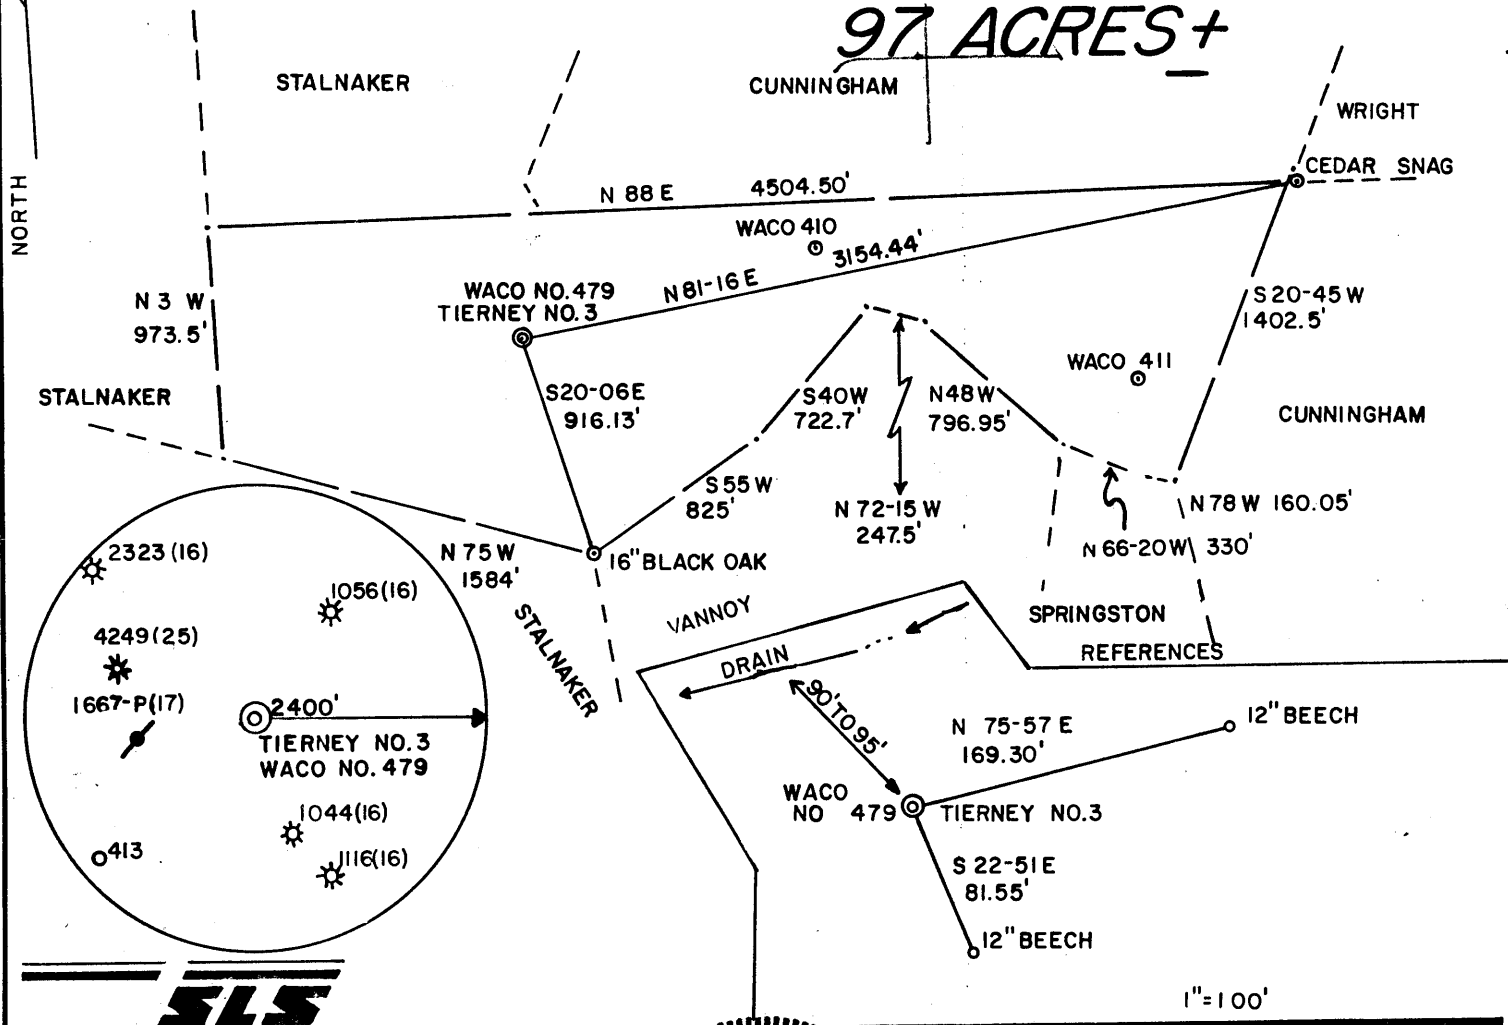 97 ACRES±
STALNAKER
CUNNINGHAM
WRIGHT
CEDAR SNAG
NORTH
N 88 E 4504.50'
WACO 410
3154.44'
N 81-16 E
WACO NO. 479
TIERNEY NO. 3
N 3 W
973.5'
S 20-45 W
1402.5'
WACO 411
STALNAKER
S20-06E
916.13'
S40W
722.7'
N48W
796.95'
CUNNINGHAM
S 55 W
825'
N 72-15 W
247.5'
N 78 W 160.05'
N 66-20W 330'
N 75 W
1584'
16" BLACK OAK
STALNAKER
VANNOY
SPRINGSTON
REFERENCES
DRAIN
90' TO 95'
N 75-57 E
169.30'
12" BEECH
WACO
NO 479
TIERNEY NO. 3
S 22-51 E
81.55'
12" BEECH
1"=100'
2323 (16)
1056(16)
4249(25)
1667-P(17)
2400'
TIERNEY NO. 3
WACO NO. 479
1044(16)
413
1116(16)
SLS